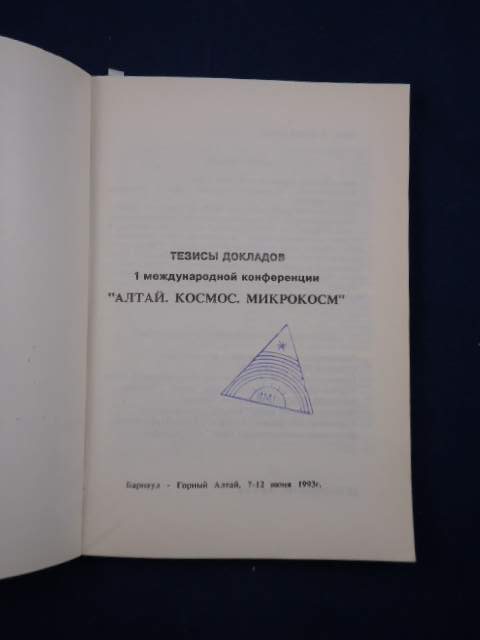 ТЕЗИСЫ ДОКЛАДОВ
1 международной конференции
"АЛТАЙ. КОСМОС. МИКРОКОСМ"
Барнаул - Горный Алтай, 7-12 июня 1993г.